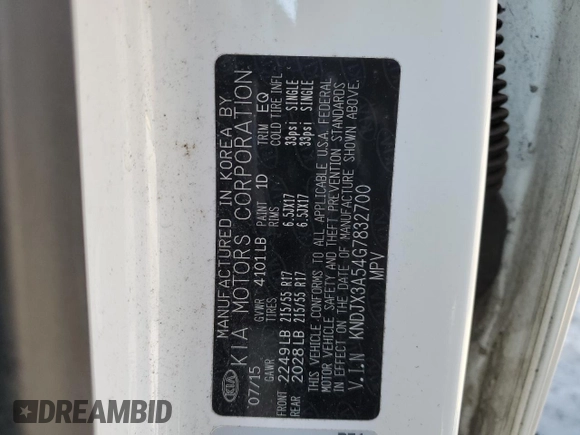 KIA
MANUFACTURED IN KOREA BY
KIA MOTORS CORPORATION
07/15 GVWR 4101LB PAINT 1D TRIM EQ
GAWR RIMS COLD TIRE INFL
FRONT 2249LB 215/55 R17 6.5JX17 33psi SINGLE
REAR 2028LB 215/55 R17 6.5JX17 33psi SINGLE
THIS VEHICLE CONFORMS TO ALL APPLICABLE U.S.A. FEDERAL
MOTOR VEHICLE SAFETY AND THEFT PREVENTION STANDARDS
IN EFFECT ON THE DATE OF MANUFACTURE SHOWN ABOVE.
V.I.N KNDJX3A54G7832700
MPV
DREAMBID